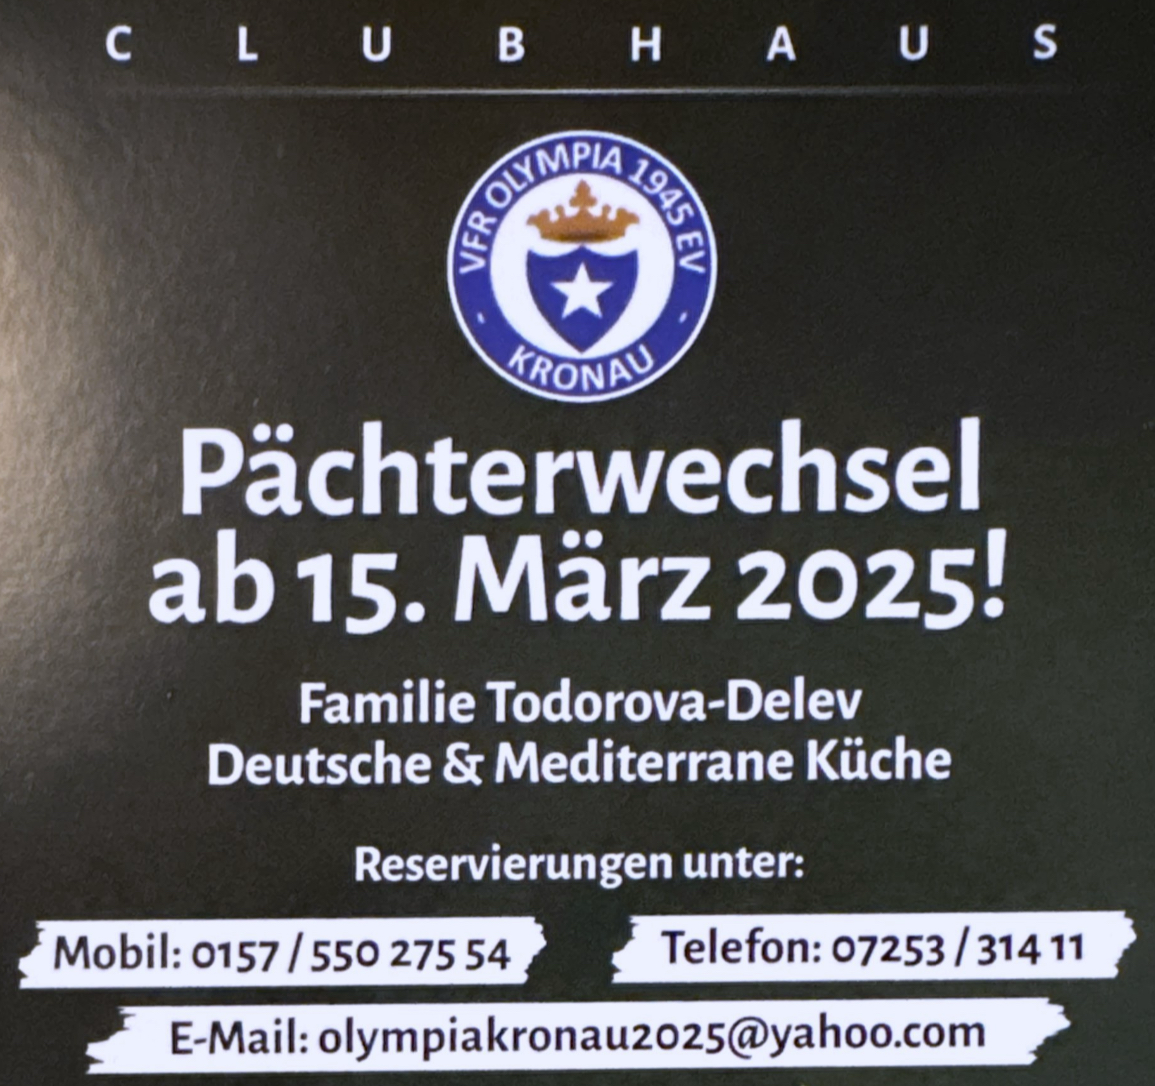 CLUBHAUS
VFR OLYMPIA 1945 EV
KRONAU
Pächterwechsel
ab 15. März 2025!
Familie Todorova-Delev
Deutsche & Mediterrane Küche
Reservierungen unter:
Mobil: 0157 / 550 275 54
Telefon: 07253 / 314 11
E-Mail: olympiakronau2025@yahoo.com